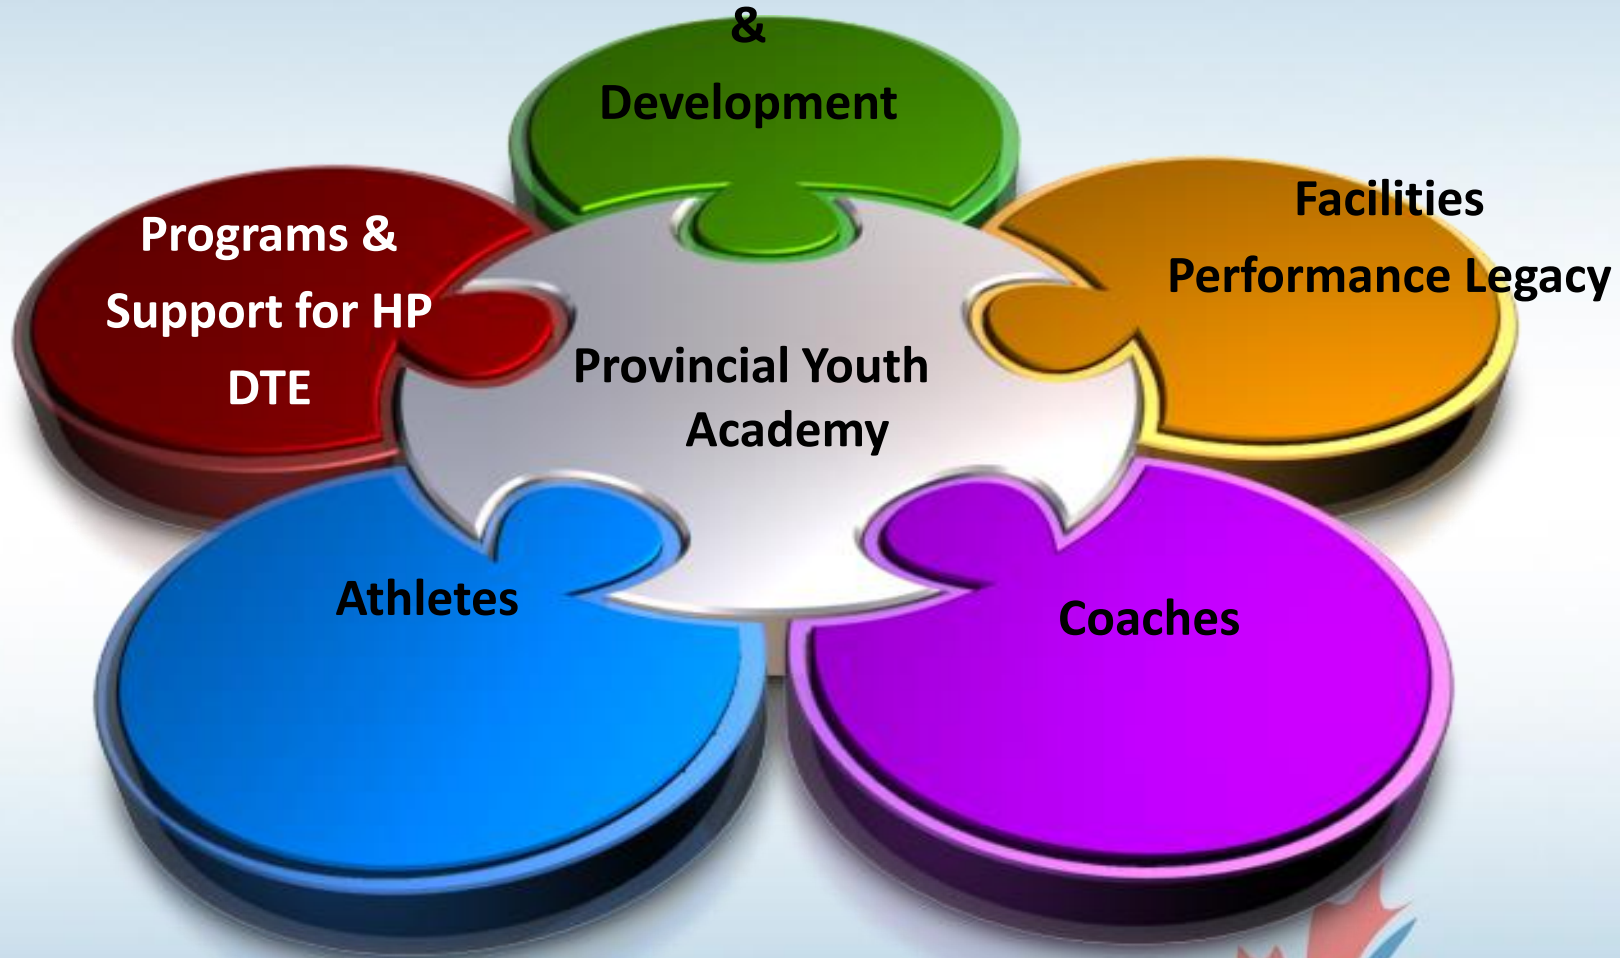 &
Development
Programs &
Support for HP
DTE
Facilities
Performance Legacy
Provincial Youth
Academy
Athletes
Coaches